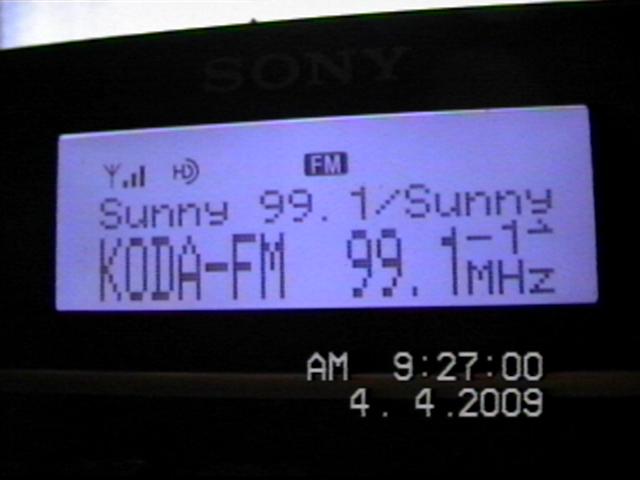 SONY
HD FM
Sunny 99.1/Sunny
KODA-FM 99.1-1
MHz
AM 9:27:00
4. 4.2009